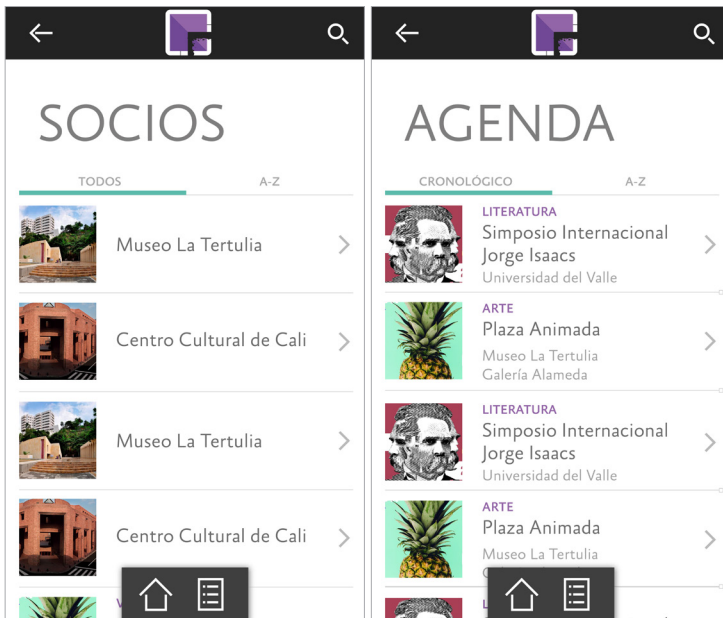 SOCIOS
TODOS
A-Z
Museo La Tertulia
Centro Cultural de Cali
Museo La Tertulia
Centro Cultural de Cali
AGENDA
CRONOLÓGICO
A-Z
LITERATURA
Simposio Internacional
Jorge Isaacs
Universidad del Valle
ARTE
Plaza Animada
Museo La Tertulia
Galería Alameda
LITERATURA
Simposio Internacional
Jorge Isaacs
Universidad del Valle
ARTE
Plaza Animada
Museo La Tertulia